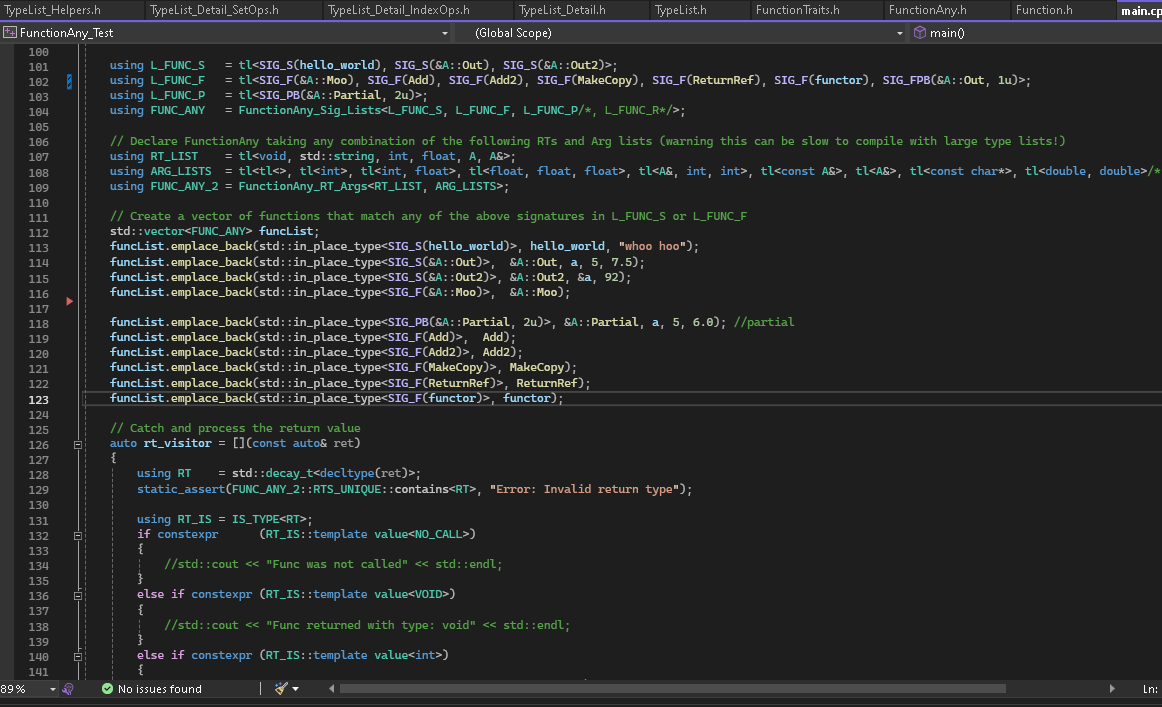 TypeList_Helpers.h TypeList_Detail_SetOps.h TypeList_Detail_IndexOps.h TypeList_Detail.h TypeList.h FunctionTraits.h FunctionAny.h Function.h main.cp
FunctionAny_Test (Global Scope) main()
100
101 using L_FUNC_S = tl<SIG_S(hello_world), SIG_S(&A::Out), SIG_S(&A::Out2)>;
102 using L_FUNC_F = tl<SIG_F(&A::Moo), SIG_F(Add), SIG_F(Add2), SIG_F(MakeCopy), SIG_F(ReturnRef), SIG_F(functor), SIG_FPB(&A::Out, 1u)>;
103 using L_FUNC_P = tl<SIG_PB(&A::Partial, 2u)>;
104 using FUNC_ANY = FunctionAny_Sig_Lists<L_FUNC_S, L_FUNC_F, L_FUNC_P/*, L_FUNC_R*/>;
105
106 // Declare FunctionAny taking any combination of the following RTs and Arg lists (warning this can be slow to compile with large type lists!)
107 using RT_LIST = tl<void, std::string, int, float, A, A&>;
108 using ARG_LISTS = tl<tl<>, tl<int>, tl<int, float>, tl<float, float, float>, tl<A&, int, int>, tl<const A&>, tl<A&>, tl<const char*>, tl<double, double>/*
109 using FUNC_ANY_2 = FunctionAny_RT_Args<RT_LIST, ARG_LISTS>;
110
111 // Create a vector of functions that match any of the above signatures in L_FUNC_S or L_FUNC_F
112 std::vector<FUNC_ANY> funcList;
113 funcList.emplace_back(std::in_place_type<SIG_S(hello_world)>, hello_world, "whoo hoo");
114 funcList.emplace_back(std::in_place_type<SIG_S(&A::Out)>, &A::Out, a, 5, 7.5);
115 funcList.emplace_back(std::in_place_type<SIG_S(&A::Out2)>, &A::Out2, &a, 92);
116 funcList.emplace_back(std::in_place_type<SIG_F(&A::Moo)>, &A::Moo);
117
118 funcList.emplace_back(std::in_place_type<SIG_PB(&A::Partial, 2u)>, &A::Partial, a, 5, 6.0); //partial
119 funcList.emplace_back(std::in_place_type<SIG_F(Add)>, Add);
120 funcList.emplace_back(std::in_place_type<SIG_F(Add2)>, Add2);
121 funcList.emplace_back(std::in_place_type<SIG_F(MakeCopy)>, MakeCopy);
122 funcList.emplace_back(std::in_place_type<SIG_F(ReturnRef)>, ReturnRef);
123 funcList.emplace_back(std::in_place_type<SIG_F(functor)>, functor);
124
125 // Catch and process the return value
126 auto rt_visitor = [](const auto& ret)
127 {
128 using RT = std::decay_t<decltype(ret)>;
129 static_assert(FUNC_ANY_2::RTS_UNIQUE::contains<RT>, "Error: Invalid return type");
130
131 using RT_IS = IS_TYPE<RT>;
132 if constexpr (RT_IS::template value<NO_CALL>)
133 {
134 //std::cout << "Func was not called" << std::endl;
135 }
136 else if constexpr (RT_IS::template value<VOID>)
137 {
138 //std::cout << "Func returned with type: void" << std::endl;
139 }
140 else if constexpr (RT_IS::template value<int>)
141 {
89 % No issues found Ln: